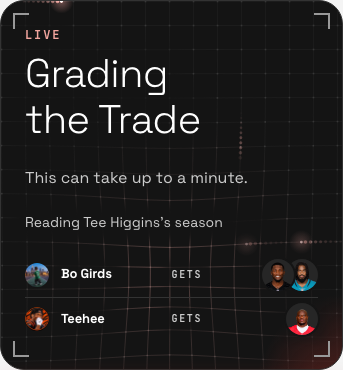 LIVE
Grading
the Trade
This can take up to a minute.
Reading Tee Higgins's season
Bo Girds GETS
Teehee GETS